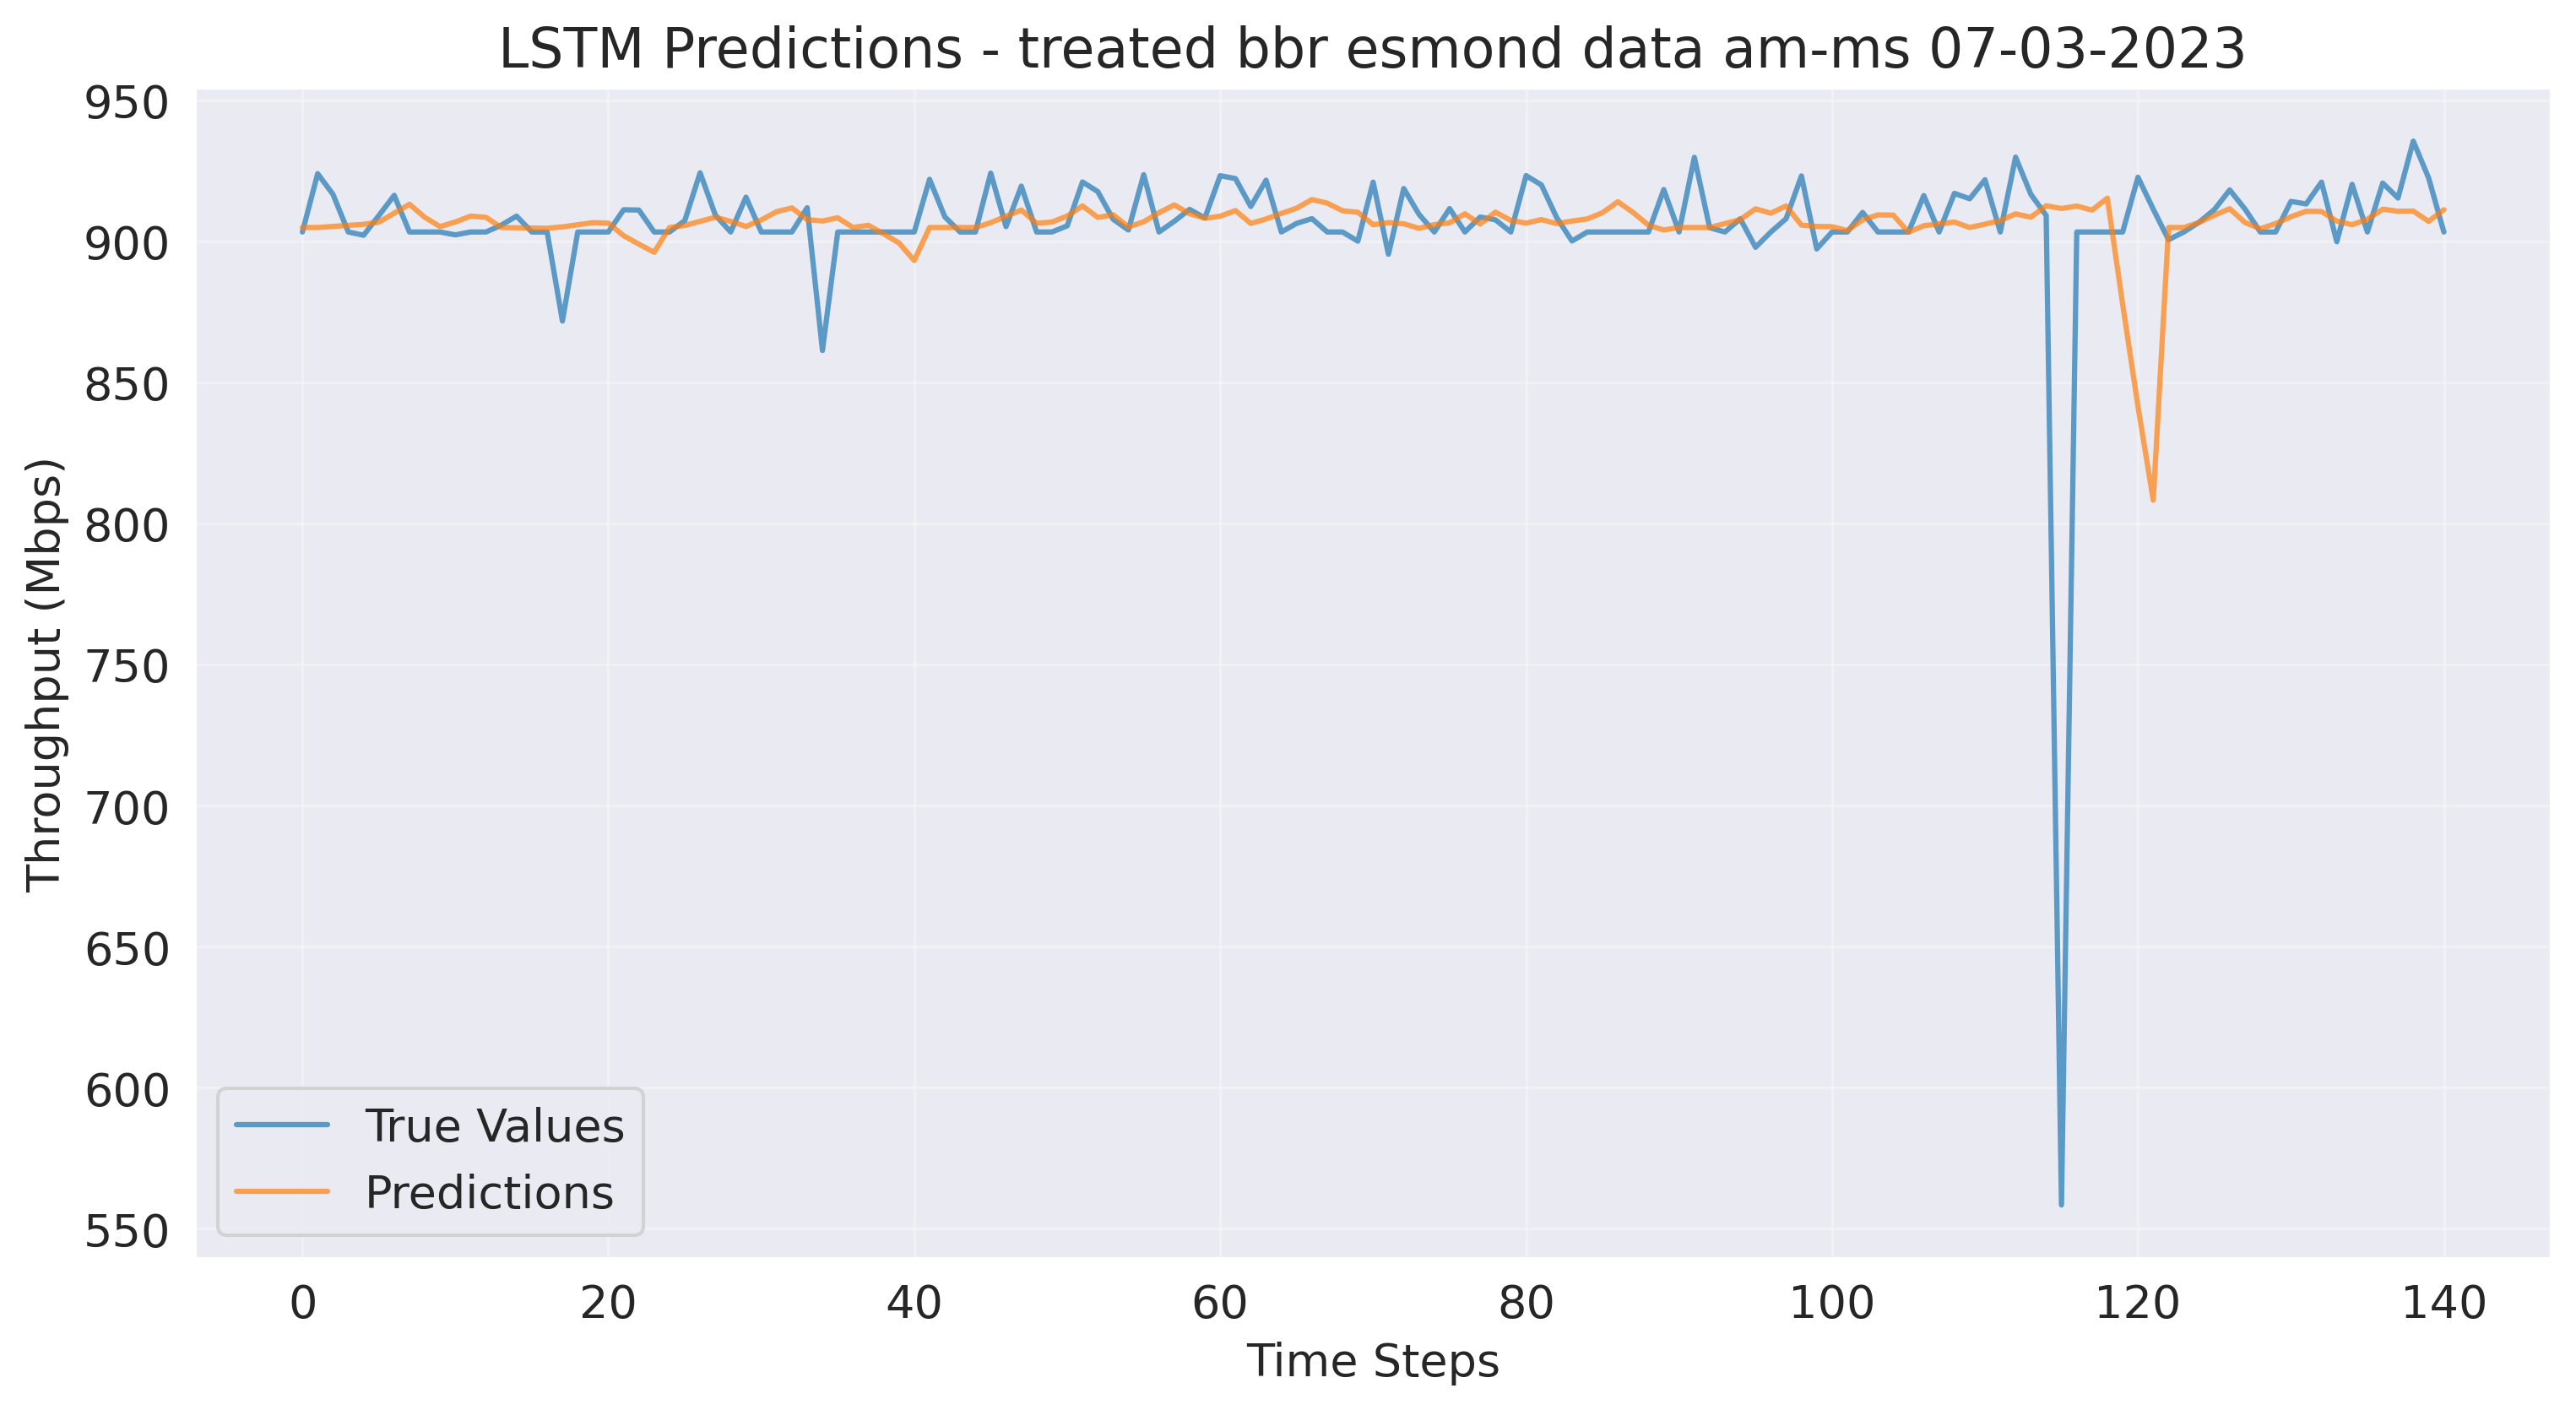 LSTM Predictions - treated bbr esmond data am-ms 07-03-2023
Throughput (Mbps)
950
900
850
800
750
700
650
600
550
True Values
Predictions
0 20 40 60 80 100 120 140
Time Steps